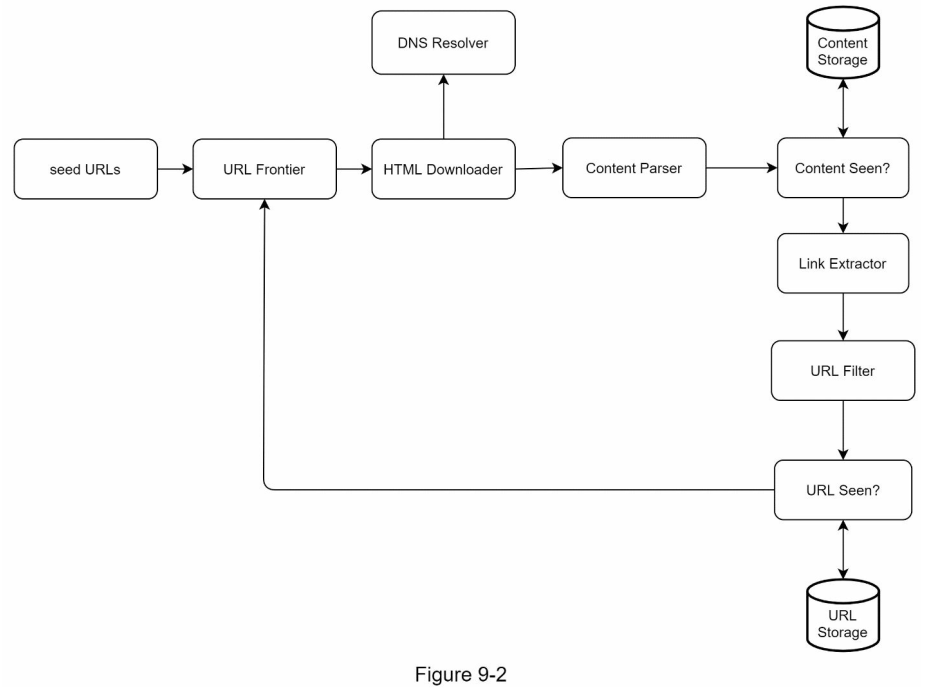 DNS Resolver
Content
Storage
seed URLs
URL Frontier
HTML Downloader
Content Parser
Content Seen?
Link Extractor
URL Filter
URL Seen?
URL
Storage
Figure 9-2